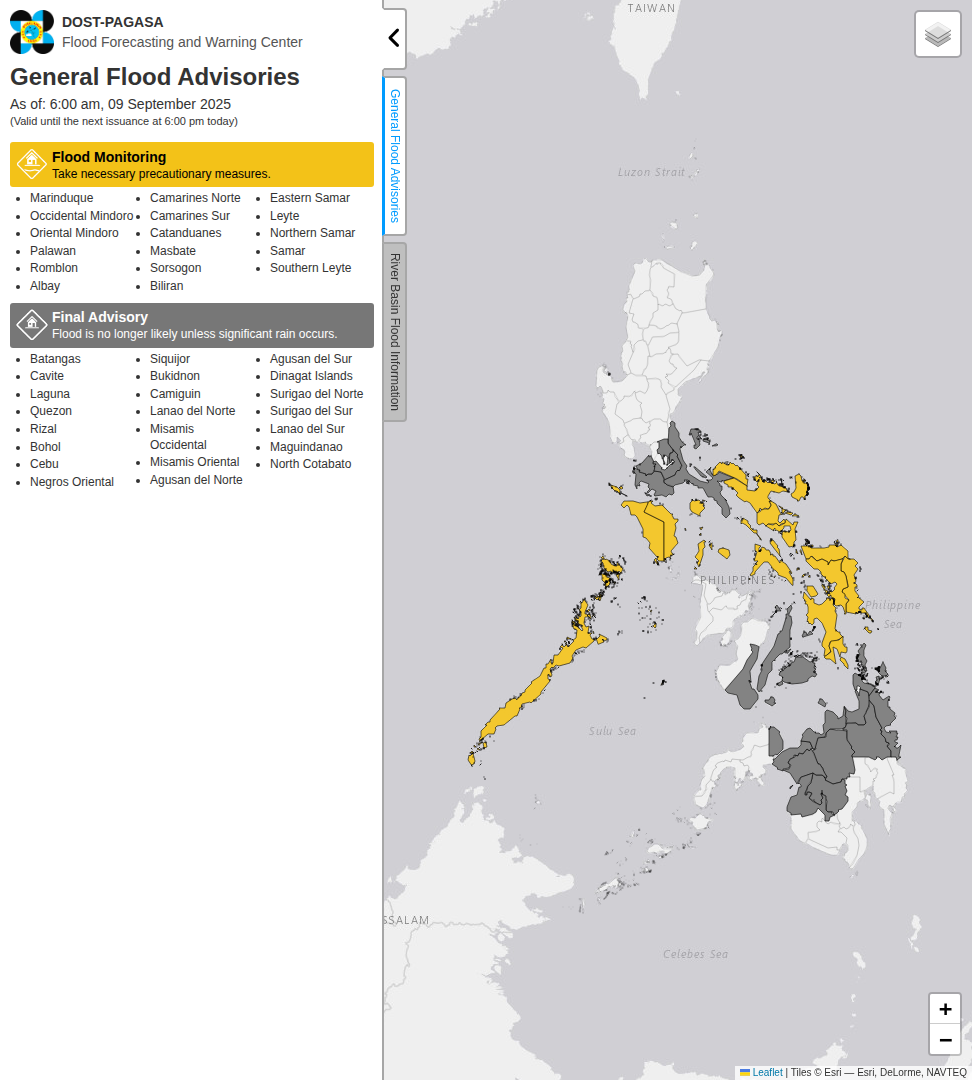 DOST-PAGASA
Flood Forecasting and Warning Center
General Flood Advisories
As of: 6:00 am, 09 September 2025
(Valid until the next issuance at 6:00 pm today)
Flood Monitoring
Take necessary precautionary measures.
Marinduque
Occidental Mindoro
Oriental Mindoro
Palawan
Romblon
Albay
Camarines Norte
Camarines Sur
Catanduanes
Masbate
Sorsogon
Biliran
Eastern Samar
Leyte
Northern Samar
Samar
Southern Leyte
Final Advisory
Flood is no longer likely unless significant rain occurs.
Batangas
Cavite
Laguna
Quezon
Rizal
Bohol
Cebu
Negros Oriental
Siquijor
Bukidnon
Camiguin
Lanao del Norte
Misamis
Occidental
Misamis Oriental
Agusan del Norte
Agusan del Sur
Dinagat Islands
Surigao del Norte
Surigao del Sur
Lanao del Sur
Maguindanao
North Cotabato
General Flood Advisories
River Basin Flood Information
TAIWAN
Luzon Strait
PHILIPPINES
Philippine
Sea
Sulu Sea
SSALAM
Celebes Sea
+
−
Leaflet | Tiles © Esri — Esri, DeLorme, NAVTEQ